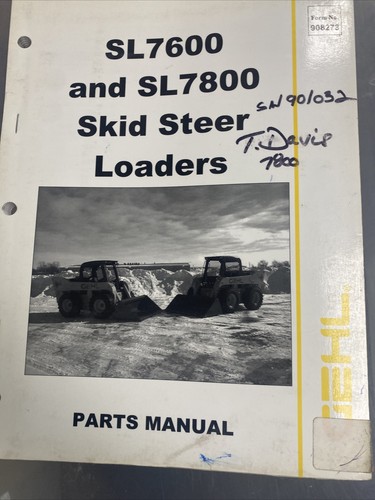 Form No.
908273
SL7600
and SL7800
Skid Steer
Loaders
SN 901032
T. Davis
7800
GEHL
PARTS MANUAL